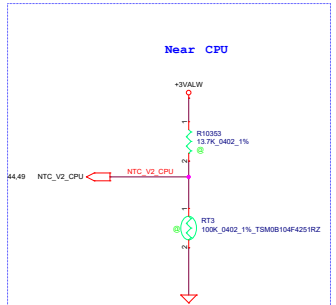 Near CPU
+3VALW
1
R10353
13.7K_0402_1%
@
2
44,49 NTC_V2_CPU NTC_V2_CPU
1
RT3
@ 100K_0402_1%_TSM0B104F4251RZ
2